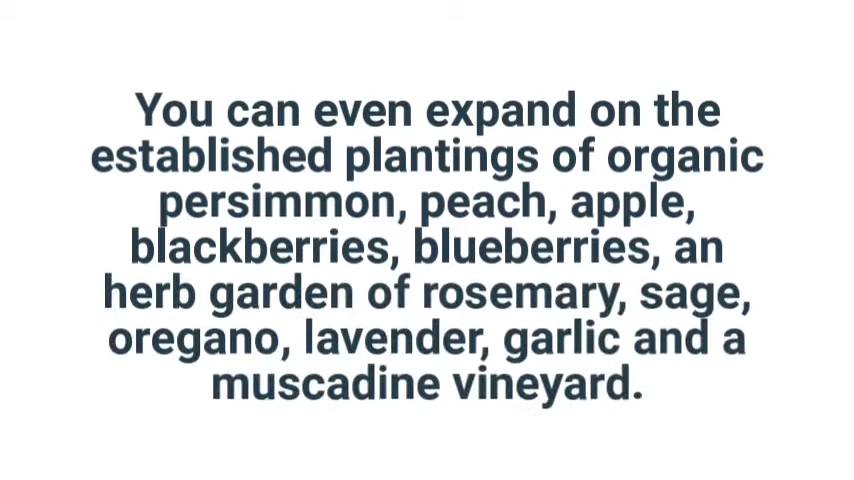 You can even expand on the
established plantings of organic
persimmon, peach, apple,
blackberries, blueberries, an
herb garden of rosemary, sage,
oregano, lavender, garlic and a
muscadine vineyard.